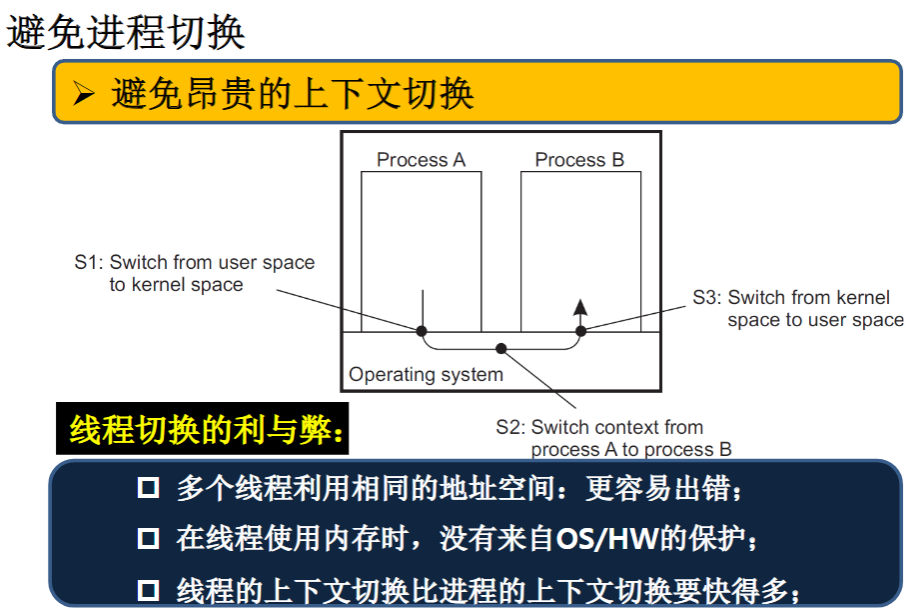 避免进程切换
➢ 避免昂贵的上下文切换
Process A
Process B
S1: Switch from user space
to kernel space
S3: Switch from kernel
space to user space
Operating system
S2: Switch context from
process A to process B
线程切换的利与弊：
多个线程利用相同的地址空间：更容易出错；
在线程使用内存时，没有来自OS/HW的保护；
线程的上下文切换比进程的上下文切换要快得多；